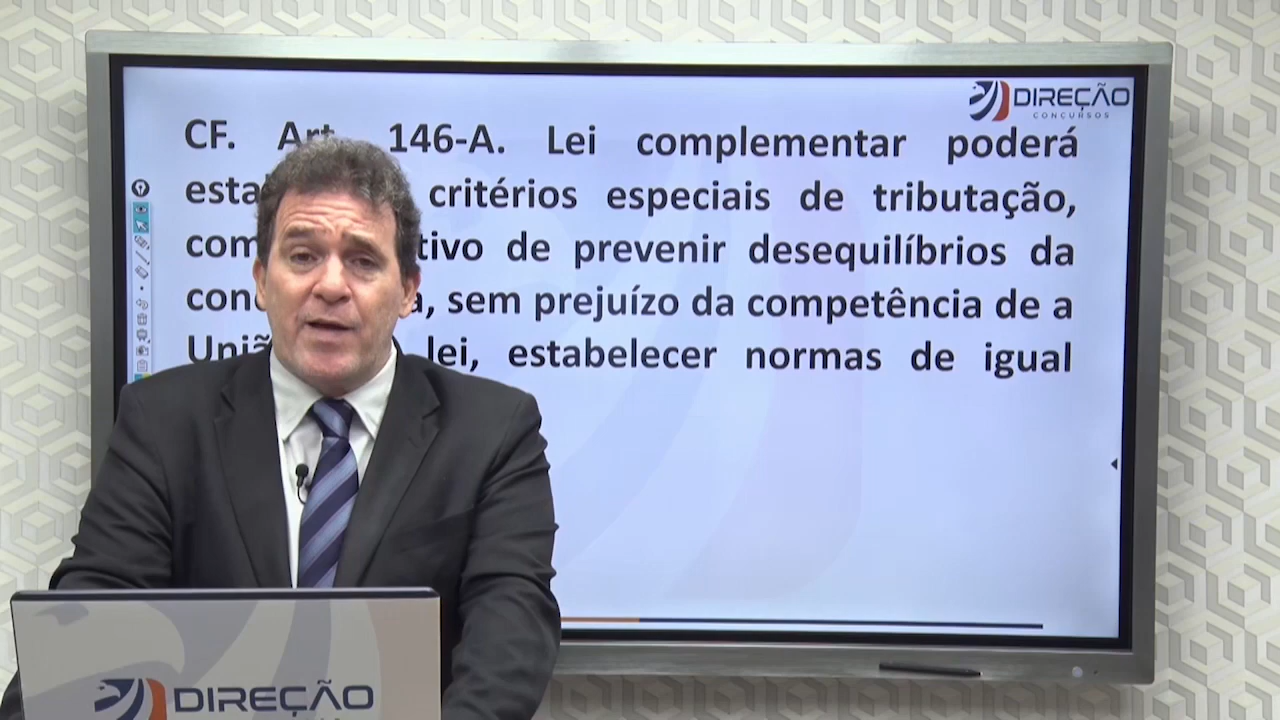 DIREÇÃO
CONCURSOS
CF. Art. 146-A. Lei complementar poderá
critérios especiais de tributação,
de prevenir desequilíbrios da
sem prejuízo da competência de a
lei, estabelecer normas de igual
DIREÇÃO